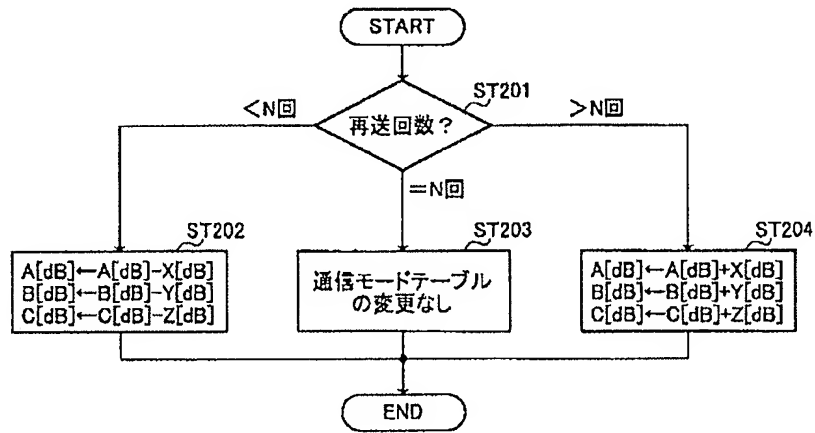 START
ST201
再送回数?
<N回
>N回
=N回
ST202
A[dB]←A[dB]-X[dB]
B[dB]←B[dB]-Y[dB]
C[dB]←C[dB]-Z[dB]
ST203
通信モードテーブル
の変更なし
ST204
A[dB]←A[dB]+X[dB]
B[dB]←B[dB]+Y[dB]
C[dB]←C[dB]+Z[dB]
END